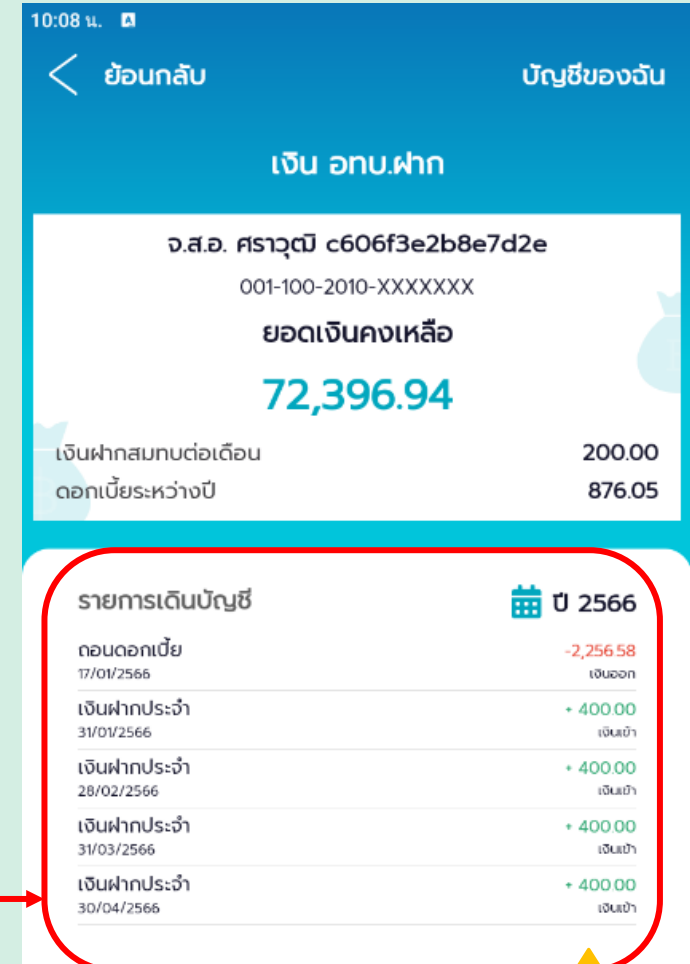 10:08 น.
ย้อนกลับ บัญชีของฉัน
เงิน อทบ.ฝาก
จ.ส.อ. ศราวุฒิ c606f3e2b8e7d2e
001-100-2010-XXXXXXX
ยอดเงินคงเหลือ
72,396.94
เงินฝากสมทบต่อเดือน 200.00
ดอกเบี้ยระหว่างปี 876.05
รายการเดินบัญชี ปี 2566
ถอนดอกเบี้ย -2,256.58
17/01/2566 เงินออก
เงินฝากประจำ + 400.00
31/01/2566 เงินเข้า
เงินฝากประจำ + 400.00
28/02/2566 เงินเข้า
เงินฝากประจำ + 400.00
31/03/2566 เงินเข้า
เงินฝากประจำ + 400.00
30/04/2566 เงินเข้า